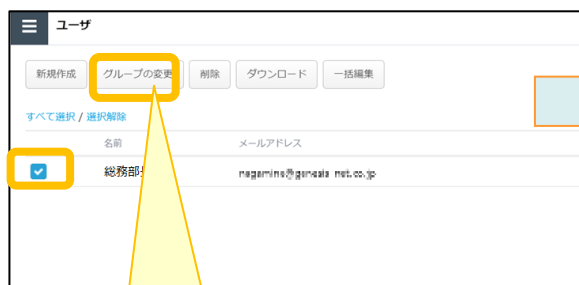 ユーザ
新規作成 グループの変更 削除 ダウンロード 一括編集
すべて選択 / 選択解除
名前 メールアドレス
総務部